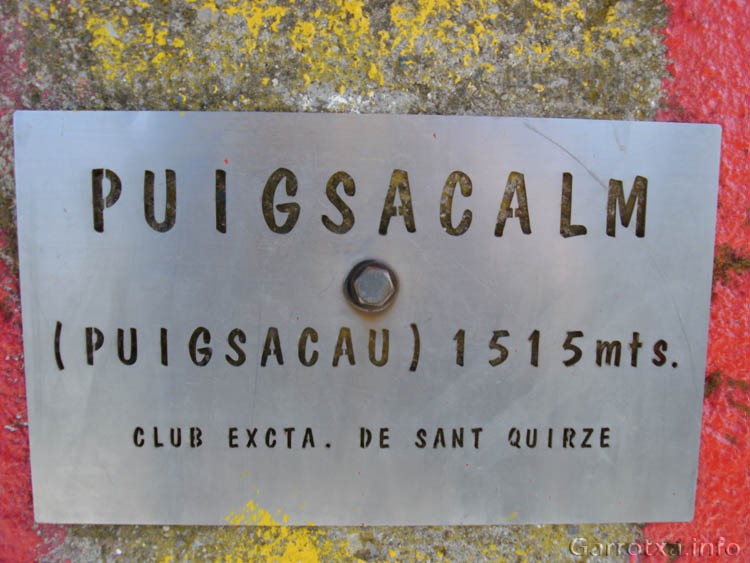 PUIGSACALM
(PUIGSACAU) 1515mts.
CLUB EXCTA. DE SANT QUIRZE
Garrotxa.info